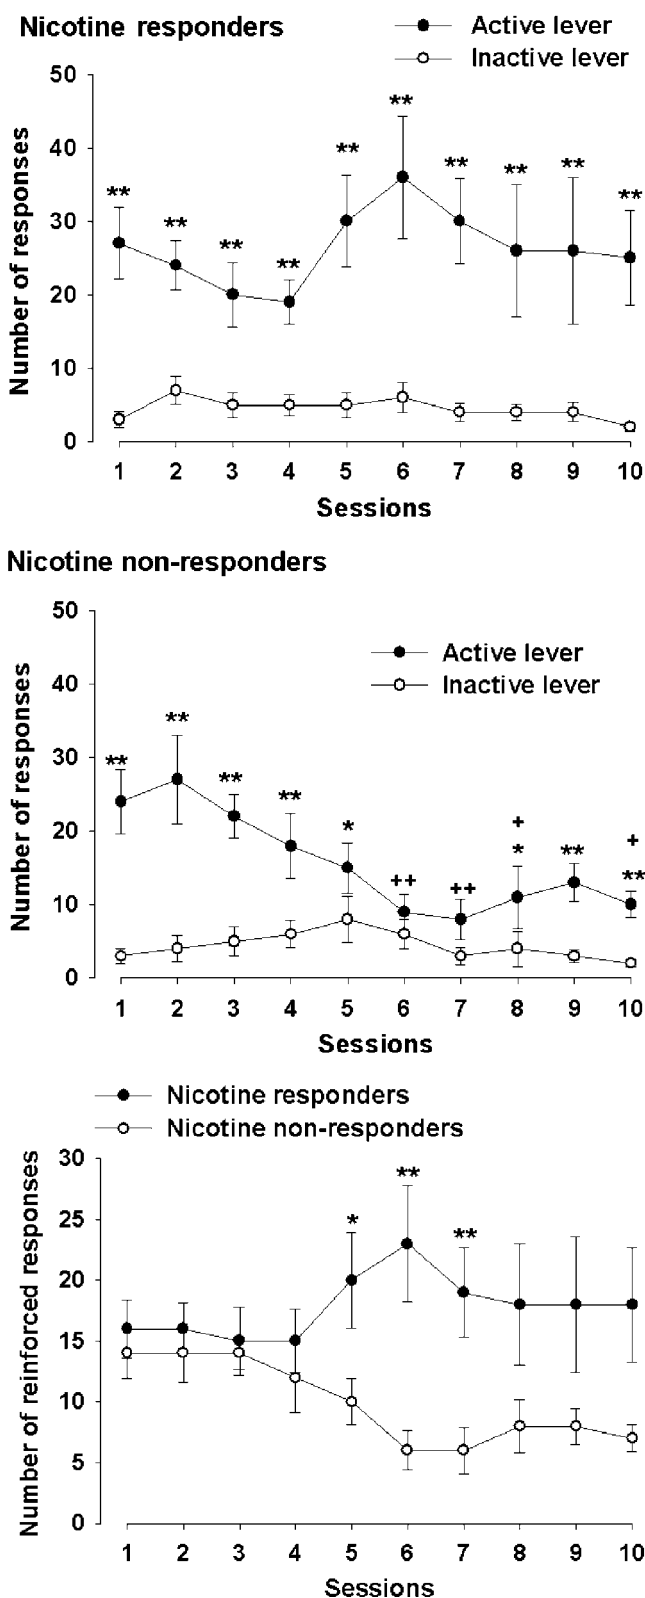 Nicotine responders
Active lever
Inactive lever
Number of responses
50
40
30
20
10
0
** ** ** ** ** ** ** ** ** **
1 2 3 4 5 6 7 8 9 10
Sessions
Nicotine non-responders
Active lever
Inactive lever
Number of responses
50
40
30
20
10
0
** ** ** ** * ++ ++ + * ** + **
1 2 3 4 5 6 7 8 9 10
Sessions
Nicotine responders
Nicotine non-responders
Number of reinforced responses
30
25
20
15
10
5
0
* ** **
1 2 3 4 5 6 7 8 9 10
Sessions